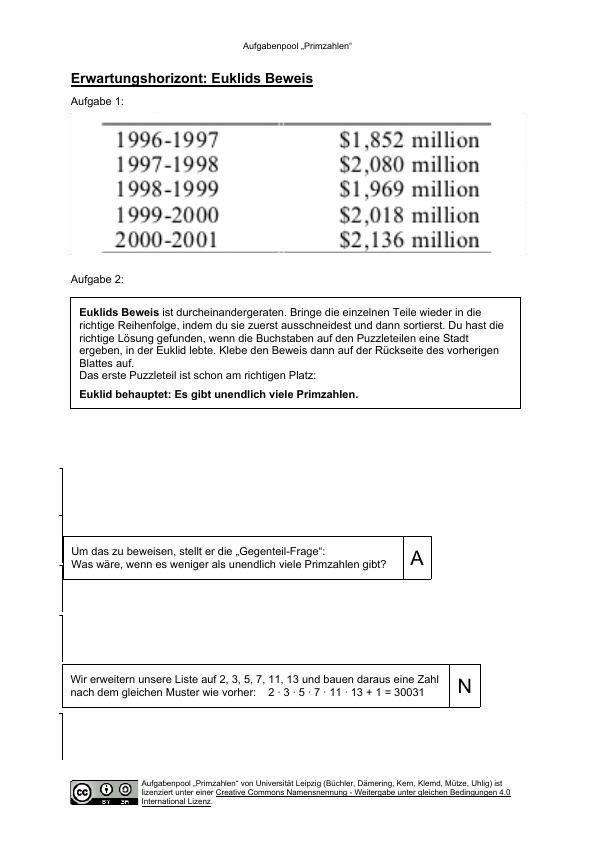 Aufgabenpool „Primzahlen“
Erwartungshorizont: Euklids Beweis
Aufgabe 1:
1996-1997 $1,852 million
1997-1998 $2,080 million
1998-1999 $1,969 million
1999-2000 $2,018 million
2000-2001 $2,136 million
Aufgabe 2:
Euklids Beweis ist durcheinandergeraten. Bringe die einzelnen Teile wieder in die
richtige Reihenfolge, indem du sie zuerst ausschneidest und dann sortierst. Du hast die
richtige Lösung gefunden, wenn die Buchstaben auf den Puzzleteilen eine Stadt
ergeben, in der Euklid lebte. Klebe den Beweis dann auf der Rückseite des vorherigen
Blattes auf.
Das erste Puzzleteil ist schon am richtigen Platz:
Euklid behauptet: Es gibt unendlich viele Primzahlen.
Um das zu beweisen, stellt er die „Gegenteil-Frage“:
Was wäre, wenn es weniger als unendlich viele Primzahlen gibt?
A
Wir erweitern unsere Liste auf 2, 3, 5, 7, 11, 13 und bauen daraus eine Zahl
nach dem gleichen Muster wie vorher: 2 · 3 · 5 · 7 · 11 · 13 + 1 = 30031
N
Aufgabenpool „Primzahlen“ von Universität Leipzig (Büchler, Dämering, Kern, Klemd, Mütze, Uhlig) ist
lizenziert unter einer Creative Commons Namensnennung - Weitergabe unter gleichen Bedingungen 4.0
International Lizenz.
cc BY SA